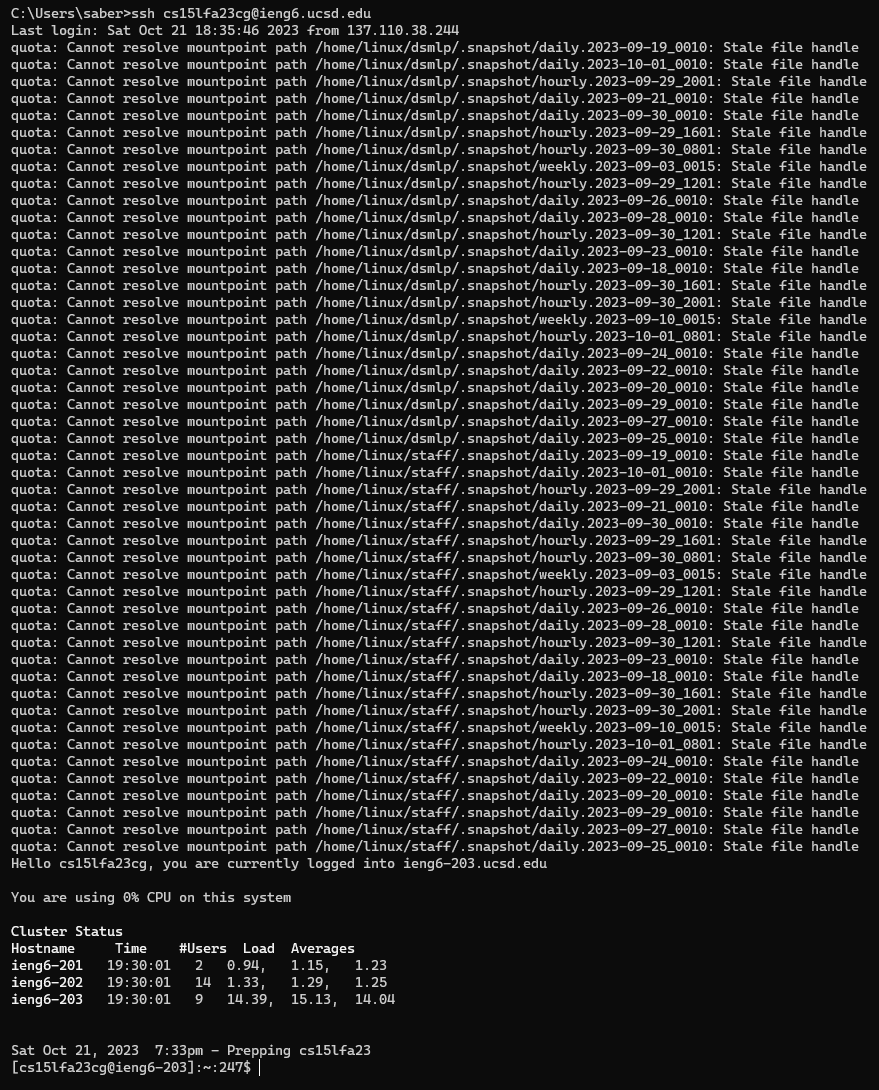 C:\Users\saber>ssh cs15lfa23cg@ieng6.ucsd.edu
Last login: Sat Oct 21 18:35:46 2023 from 137.110.38.244
quota: Cannot resolve mountpoint path /home/linux/dsmlp/.snapshot/daily.2023-09-19_0010: Stale file handle
quota: Cannot resolve mountpoint path /home/linux/dsmlp/.snapshot/daily.2023-10-01_0010: Stale file handle
quota: Cannot resolve mountpoint path /home/linux/dsmlp/.snapshot/hourly.2023-09-29_2001: Stale file handle
quota: Cannot resolve mountpoint path /home/linux/dsmlp/.snapshot/daily.2023-09-21_0010: Stale file handle
quota: Cannot resolve mountpoint path /home/linux/dsmlp/.snapshot/daily.2023-09-30_0010: Stale file handle
quota: Cannot resolve mountpoint path /home/linux/dsmlp/.snapshot/hourly.2023-09-29_1601: Stale file handle
quota: Cannot resolve mountpoint path /home/linux/dsmlp/.snapshot/hourly.2023-09-30_0801: Stale file handle
quota: Cannot resolve mountpoint path /home/linux/dsmlp/.snapshot/weekly.2023-09-03_0015: Stale file handle
quota: Cannot resolve mountpoint path /home/linux/dsmlp/.snapshot/hourly.2023-09-29_1201: Stale file handle
quota: Cannot resolve mountpoint path /home/linux/dsmlp/.snapshot/daily.2023-09-26_0010: Stale file handle
quota: Cannot resolve mountpoint path /home/linux/dsmlp/.snapshot/daily.2023-09-28_0010: Stale file handle
quota: Cannot resolve mountpoint path /home/linux/dsmlp/.snapshot/hourly.2023-09-30_1201: Stale file handle
quota: Cannot resolve mountpoint path /home/linux/dsmlp/.snapshot/daily.2023-09-23_0010: Stale file handle
quota: Cannot resolve mountpoint path /home/linux/dsmlp/.snapshot/daily.2023-09-18_0010: Stale file handle
quota: Cannot resolve mountpoint path /home/linux/dsmlp/.snapshot/hourly.2023-09-30_1601: Stale file handle
quota: Cannot resolve mountpoint path /home/linux/dsmlp/.snapshot/hourly.2023-09-30_2001: Stale file handle
quota: Cannot resolve mountpoint path /home/linux/dsmlp/.snapshot/weekly.2023-09-10_0015: Stale file handle
quota: Cannot resolve mountpoint path /home/linux/dsmlp/.snapshot/hourly.2023-10-01_0801: Stale file handle
quota: Cannot resolve mountpoint path /home/linux/dsmlp/.snapshot/daily.2023-09-24_0010: Stale file handle
quota: Cannot resolve mountpoint path /home/linux/dsmlp/.snapshot/daily.2023-09-22_0010: Stale file handle
quota: Cannot resolve mountpoint path /home/linux/dsmlp/.snapshot/daily.2023-09-20_0010: Stale file handle
quota: Cannot resolve mountpoint path /home/linux/dsmlp/.snapshot/daily.2023-09-29_0010: Stale file handle
quota: Cannot resolve mountpoint path /home/linux/dsmlp/.snapshot/daily.2023-09-27_0010: Stale file handle
quota: Cannot resolve mountpoint path /home/linux/dsmlp/.snapshot/daily.2023-09-25_0010: Stale file handle
quota: Cannot resolve mountpoint path /home/linux/staff/.snapshot/daily.2023-09-19_0010: Stale file handle
quota: Cannot resolve mountpoint path /home/linux/staff/.snapshot/daily.2023-10-01_0010: Stale file handle
quota: Cannot resolve mountpoint path /home/linux/staff/.snapshot/hourly.2023-09-29_2001: Stale file handle
quota: Cannot resolve mountpoint path /home/linux/staff/.snapshot/daily.2023-09-21_0010: Stale file handle
quota: Cannot resolve mountpoint path /home/linux/staff/.snapshot/daily.2023-09-30_0010: Stale file handle
quota: Cannot resolve mountpoint path /home/linux/staff/.snapshot/hourly.2023-09-29_1601: Stale file handle
quota: Cannot resolve mountpoint path /home/linux/staff/.snapshot/hourly.2023-09-30_0801: Stale file handle
quota: Cannot resolve mountpoint path /home/linux/staff/.snapshot/weekly.2023-09-03_0015: Stale file handle
quota: Cannot resolve mountpoint path /home/linux/staff/.snapshot/hourly.2023-09-29_1201: Stale file handle
quota: Cannot resolve mountpoint path /home/linux/staff/.snapshot/daily.2023-09-26_0010: Stale file handle
quota: Cannot resolve mountpoint path /home/linux/staff/.snapshot/daily.2023-09-28_0010: Stale file handle
quota: Cannot resolve mountpoint path /home/linux/staff/.snapshot/hourly.2023-09-30_1201: Stale file handle
quota: Cannot resolve mountpoint path /home/linux/staff/.snapshot/daily.2023-09-23_0010: Stale file handle
quota: Cannot resolve mountpoint path /home/linux/staff/.snapshot/daily.2023-09-18_0010: Stale file handle
quota: Cannot resolve mountpoint path /home/linux/staff/.snapshot/hourly.2023-09-30_1601: Stale file handle
quota: Cannot resolve mountpoint path /home/linux/staff/.snapshot/hourly.2023-09-30_2001: Stale file handle
quota: Cannot resolve mountpoint path /home/linux/staff/.snapshot/weekly.2023-09-10_0015: Stale file handle
quota: Cannot resolve mountpoint path /home/linux/staff/.snapshot/hourly.2023-10-01_0801: Stale file handle
quota: Cannot resolve mountpoint path /home/linux/staff/.snapshot/daily.2023-09-24_0010: Stale file handle
quota: Cannot resolve mountpoint path /home/linux/staff/.snapshot/daily.2023-09-22_0010: Stale file handle
quota: Cannot resolve mountpoint path /home/linux/staff/.snapshot/daily.2023-09-20_0010: Stale file handle
quota: Cannot resolve mountpoint path /home/linux/staff/.snapshot/daily.2023-09-29_0010: Stale file handle
quota: Cannot resolve mountpoint path /home/linux/staff/.snapshot/daily.2023-09-27_0010: Stale file handle
quota: Cannot resolve mountpoint path /home/linux/staff/.snapshot/daily.2023-09-25_0010: Stale file handle
Hello cs15lfa23cg, you are currently logged into ieng6-203.ucsd.edu
You are using 0% CPU on this system
Cluster Status
Hostname     Time    #Users  Load  Averages
ieng6-201   19:30:01   2   0.94,   1.15,   1.23
ieng6-202   19:30:01   14  1.33,   1.29,   1.25
ieng6-203   19:30:01   9   14.39,  15.13,  14.04
Sat Oct 21, 2023  7:33pm - Prepping cs15lfa23
[cs15lfa23cg@ieng6-203]:~:247$